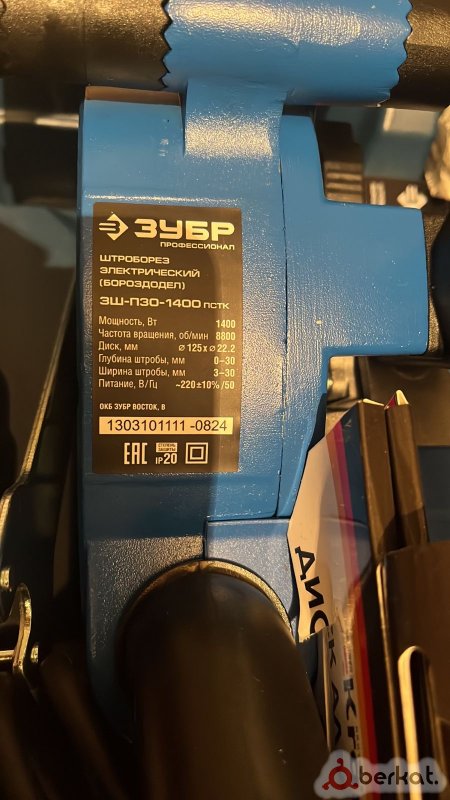 ЗУБР
ПРОФЕССИОНАЛ
ШТРОБОРЕЗ
ЭЛЕКТРИЧЕСКИЙ
(БОРОЗДОДЕЛ)
ЗШ-П30-1400 ПСТК
Мощность, Вт 1400
Частота вращения, об/мин 8800
Диск, мм ⌀ 125 x ⌀ 22.2
Глубина штробы, мм 0-30
Ширина штробы, мм 3-30
Питание, В/Гц ~220±10% /50
ОКБ ЗУБР ВОСТОК, В
1303101111 -0824
EAC
СТЕПЕНЬ
ЗАЩИТЫ
IP20
berkat.